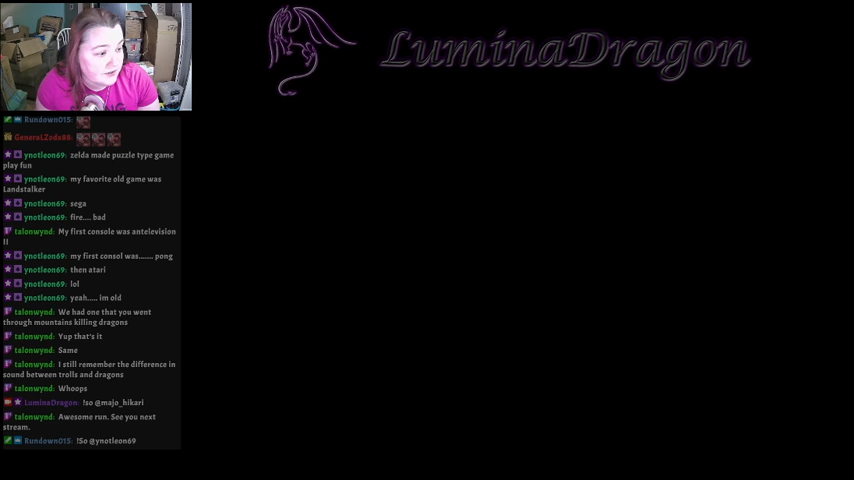 LuminaDragon
Rundown015:
GeneralZod88:
ynotleon69: zelda made puzzle type game
play fun
ynotleon69: my favorite old game was
Landstalker
ynotleon69: sega
ynotleon69: fire.... bad
talonwynd: My first console was antelevision
II
ynotleon69: my first consol was....... pong
ynotleon69: then atari
ynotleon69: lol
ynotleon69: yeah..... im old
talonwynd: We had one that you went
through mountains killing dragons
talonwynd: Yup that's it
talonwynd: Same
talonwynd: I still remember the difference in
sound between trolls and dragons
talonwynd: Whoops
LuminaDragon: !so @majo_hikari
talonwynd: Awesome run. See you next
stream.
Rundown015: !So @ynotleon69